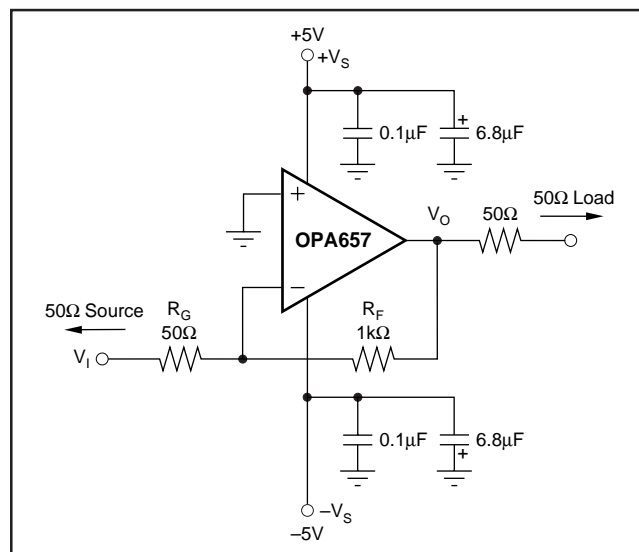 +5V
+V_S
0.1μF
+
6.8μF
+
OPA657
–
V_O
50Ω
50Ω Load
50Ω Source
R_G
50Ω
V_I
R_F
1kΩ
0.1μF
6.8μF
+
–V_S
–5V